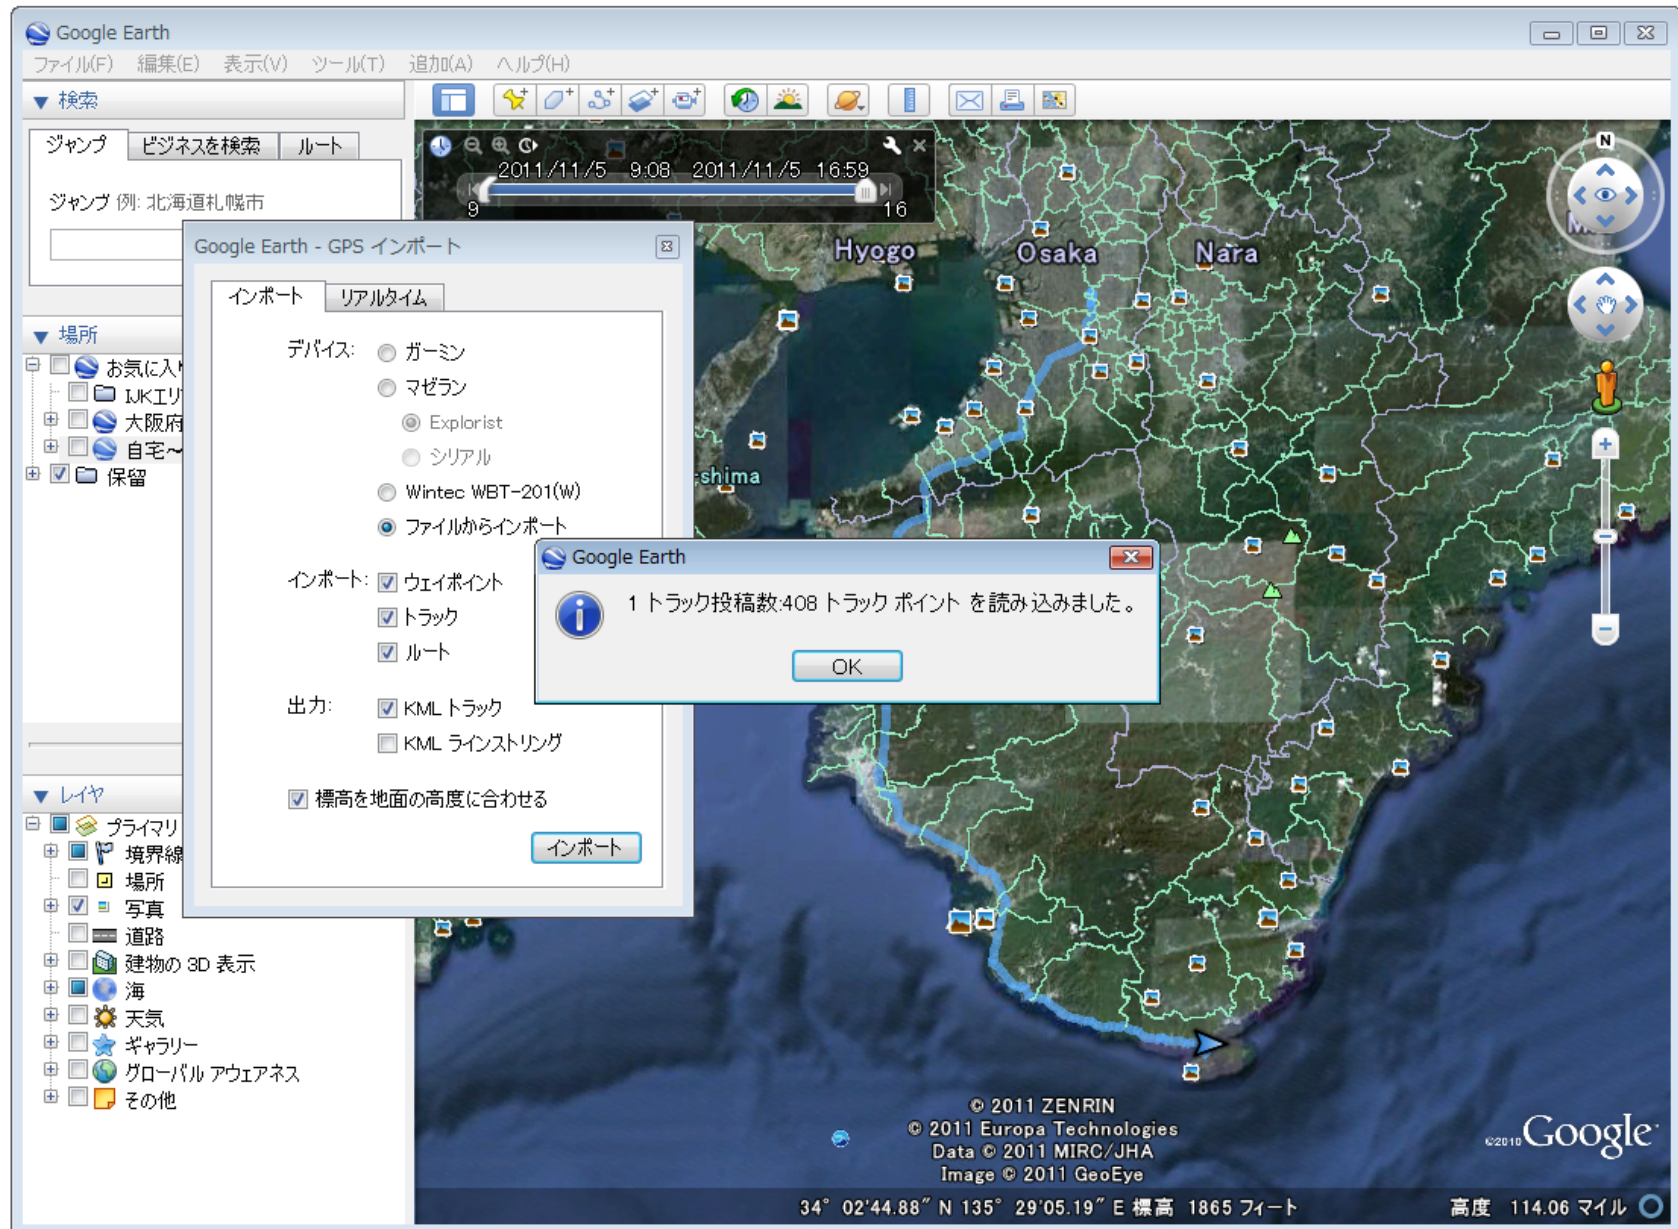 Google Earth
ファイル(F) 編集(E) 表示(V) ツール(T) 追加(A) ヘルプ(H)
▼ 検索
ジャンプ ビジネスを検索 ルート
ジャンプ 例: 北海道札幌市
2011/11/5 9:08 2011/11/5 16:59
9 16
Google Earth - GPS インポート
インポート リアルタイム
デバイス: ガーミン
マゼラン
Explorist
シリアル
Wintec WBT-201(W)
ファイルからインポート
インポート: ウェイポイント
トラック
ルート
出力: KML トラック
KML ラインストリング
標高を地面の高度に合わせる
インポート
Google Earth
1 トラック投稿数:408 トラック ポイント を読み込みました。
OK
▼ 場所
お気に入
IJKエリ
大阪府
自宅～
保留
▼ レイヤ
プライマリ
境界線
場所
写真
道路
建物の 3D 表示
海
天気
ギャラリー
グローバル アウェアネス
その他
N
Hyogo Osaka Nara
shima
© 2011 ZENRIN
© 2011 Europa Technologies
Data © 2011 MIRC/JHA
Image © 2011 GeoEye
©2010 Google
34° 02'44.88" N 135° 29'05.19" E 標高 1865 フィート 高度 114.06 マイル